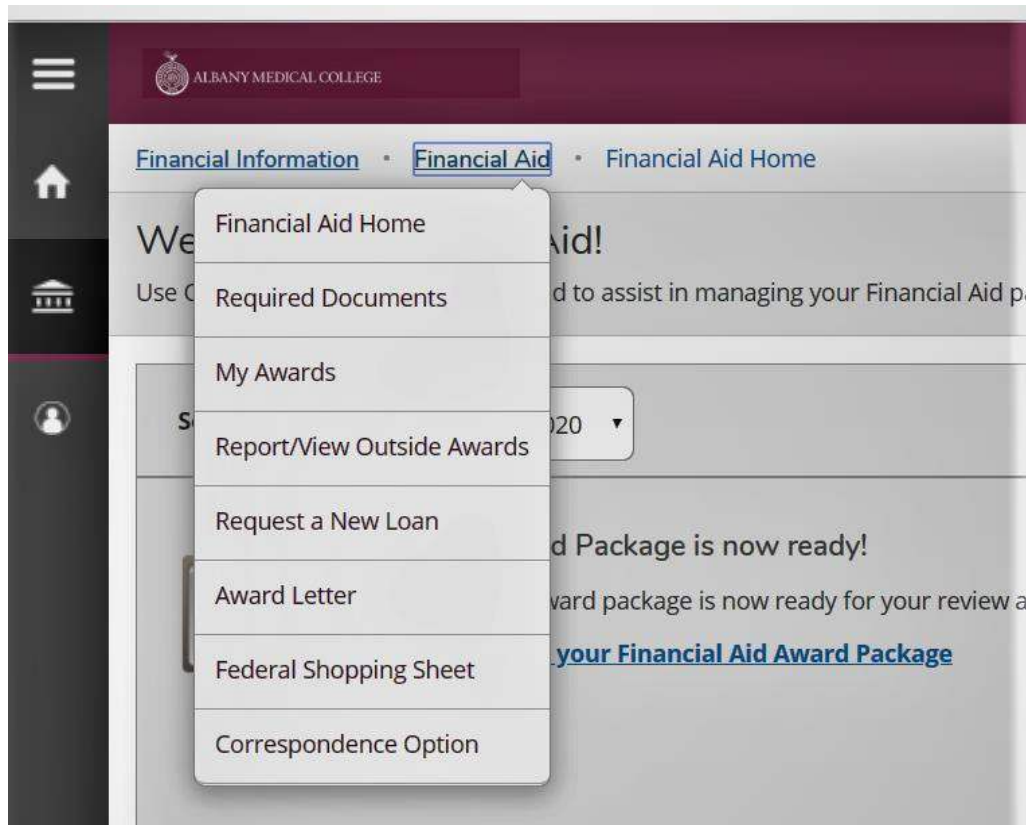 ALBANY MEDICAL COLLEGE
Financial Information • Financial Aid • Financial Aid Home
Financial Aid Home
Required Documents
My Awards
Report/View Outside Awards
Request a New Loan
Award Letter
Federal Shopping Sheet
Correspondence Option
We
Aid!
Use
to assist in managing your Financial Aid
Package is now ready!
package is now ready for your review
your Financial Aid Award Package